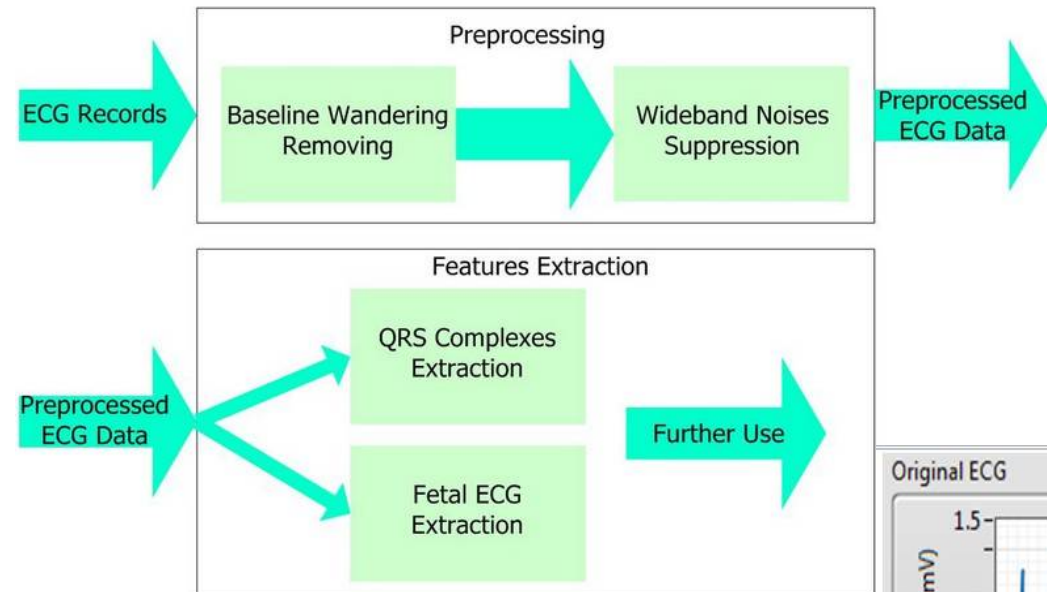 Preprocessing
ECG Records
Baseline Wandering
Removing
Wideband Noises
Suppression
Preprocessed
ECG Data
Features Extraction
QRS Complexes
Extraction
Preprocessed
ECG Data
Further Use
Fetal ECG
Extraction
Original ECG
1.5
mV)